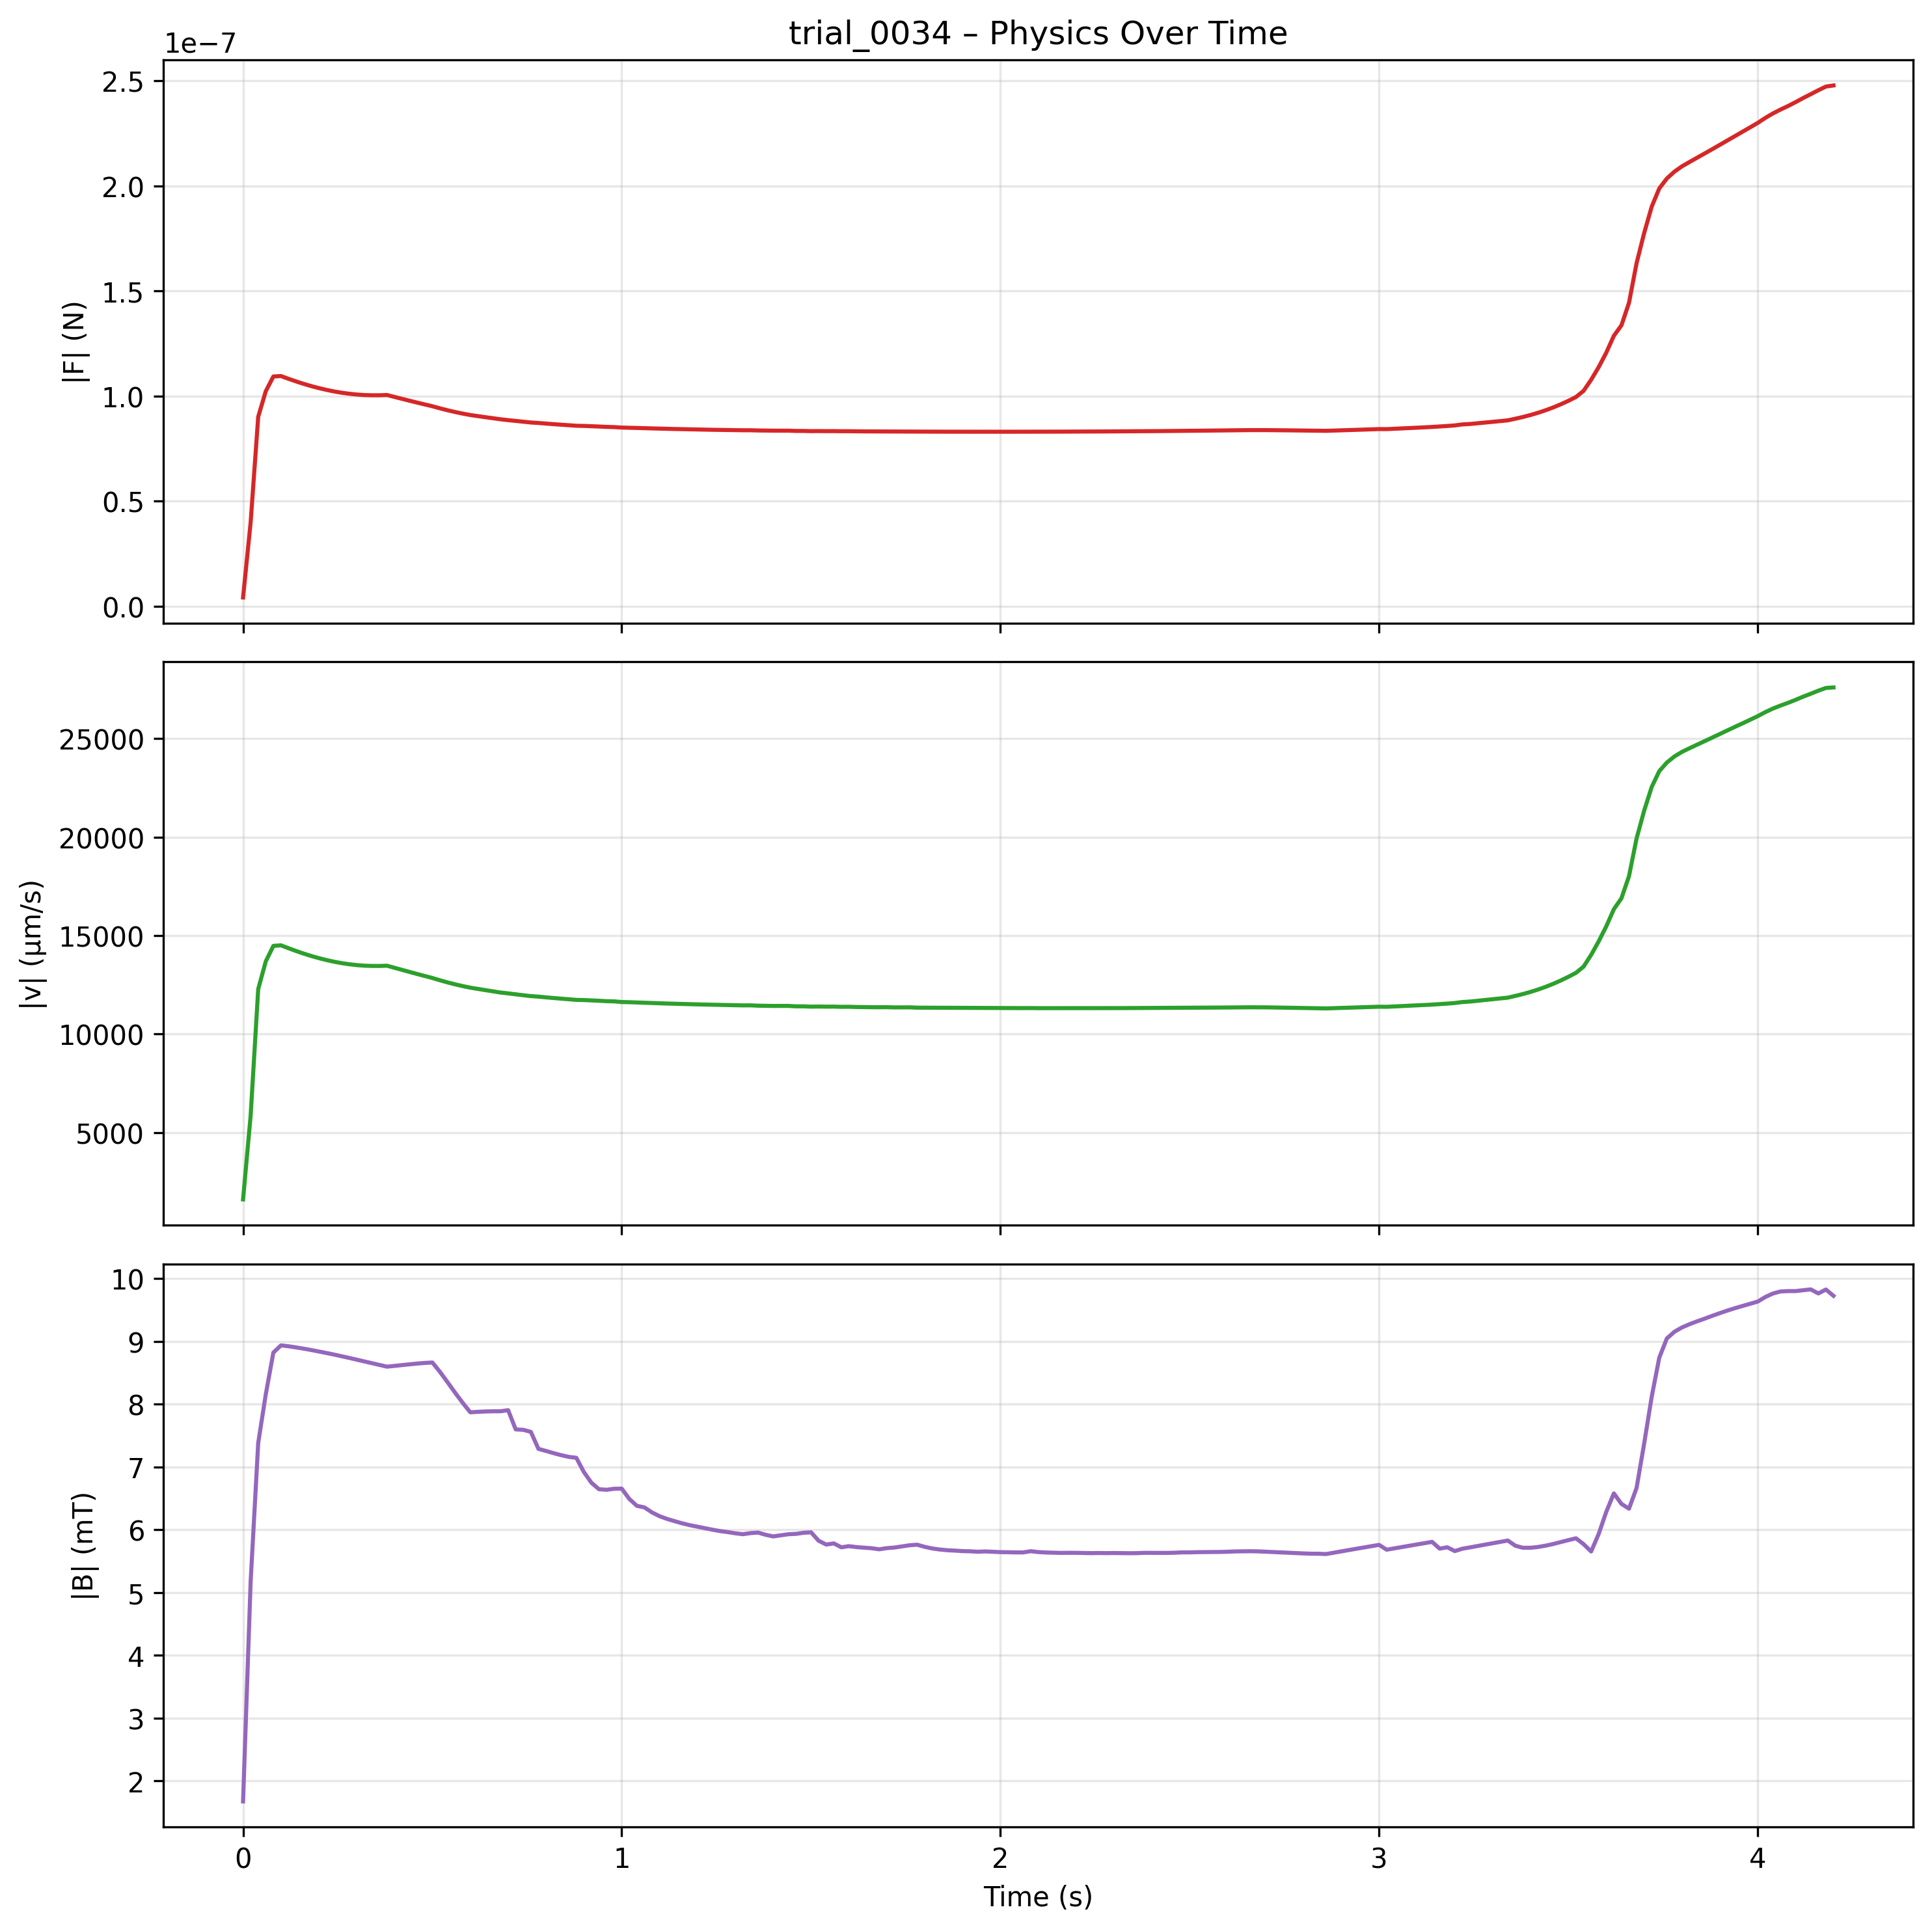 trial_0034 – Physics Over Time
1e−7
2.5
2.0
1.5
1.0
0.5
0.0
|F| (N)
25000
20000
15000
10000
5000
|v| (µm/s)
10
9
8
7
6
5
4
3
2
|B| (mT)
0 1 2 3 4
Time (s)